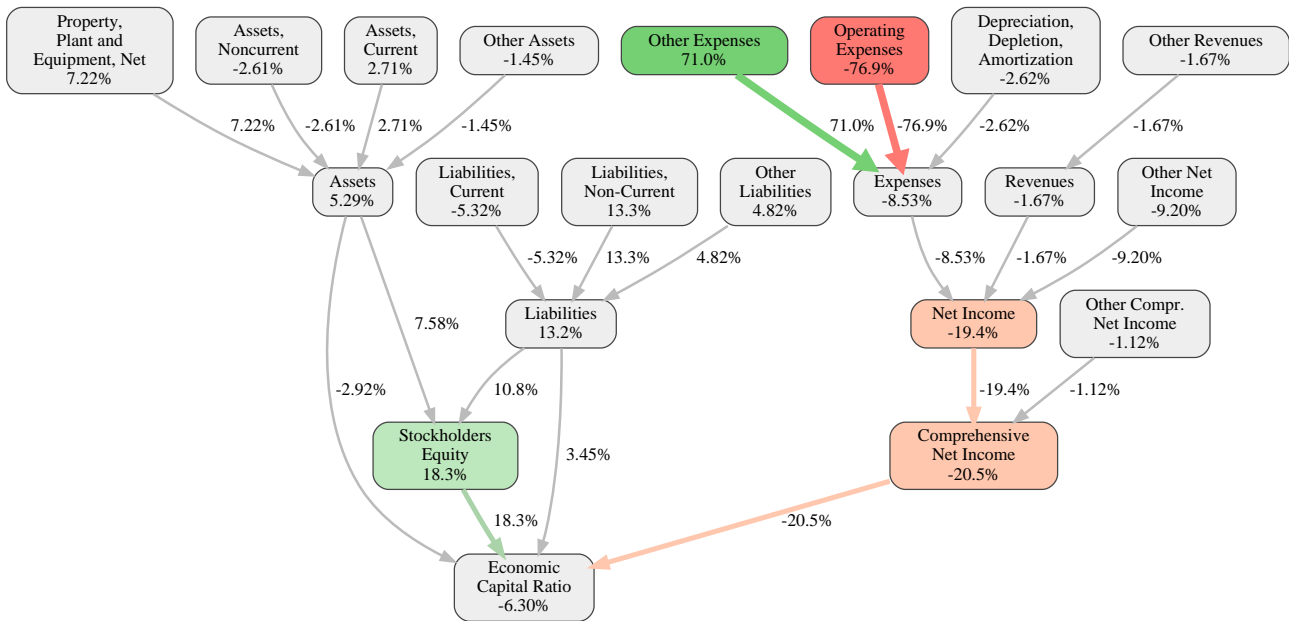 Property,
Plant and
Equipment, Net
7.22%
Assets,
Noncurrent
-2.61%
Assets,
Current
2.71%
Other Assets
-1.45%
Other Expenses
71.0%
Operating
Expenses
-76.9%
Depreciation,
Depletion,
Amortization
-2.62%
Other Revenues
-1.67%
7.22%
-2.61%
2.71%
-1.45%
71.0%
-76.9%
-2.62%
-1.67%
Assets
5.29%
Liabilities,
Current
-5.32%
Liabilities,
Non-Current
13.3%
Other
Liabilities
4.82%
Expenses
-8.53%
Revenues
-1.67%
Other Net
Income
-9.20%
-5.32%
13.3%
4.82%
-8.53%
-1.67%
-9.20%
7.58%
Liabilities
13.2%
Net Income
-19.4%
Other Compr.
Net Income
-1.12%
-2.92%
10.8%
-19.4%
-1.12%
Stockholders
Equity
18.3%
3.45%
Comprehensive
Net Income
-20.5%
18.3%
-20.5%
Economic
Capital Ratio
-6.30%